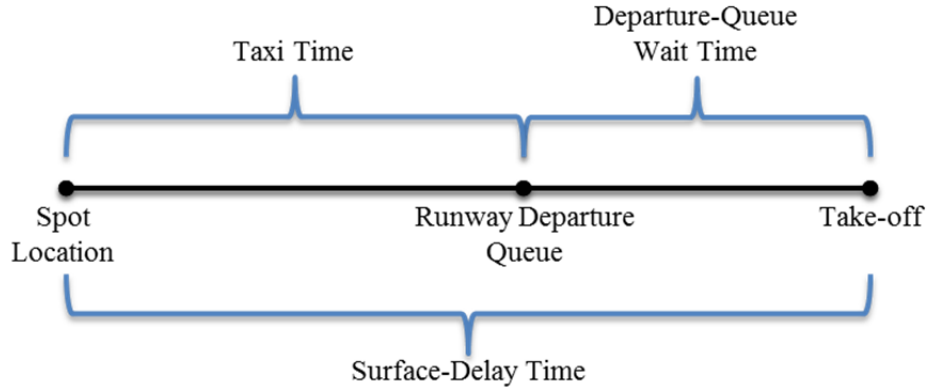 Taxi Time
Departure-Queue
Wait Time
Spot
Location
Runway Departure
Queue
Take-off
Surface-Delay Time